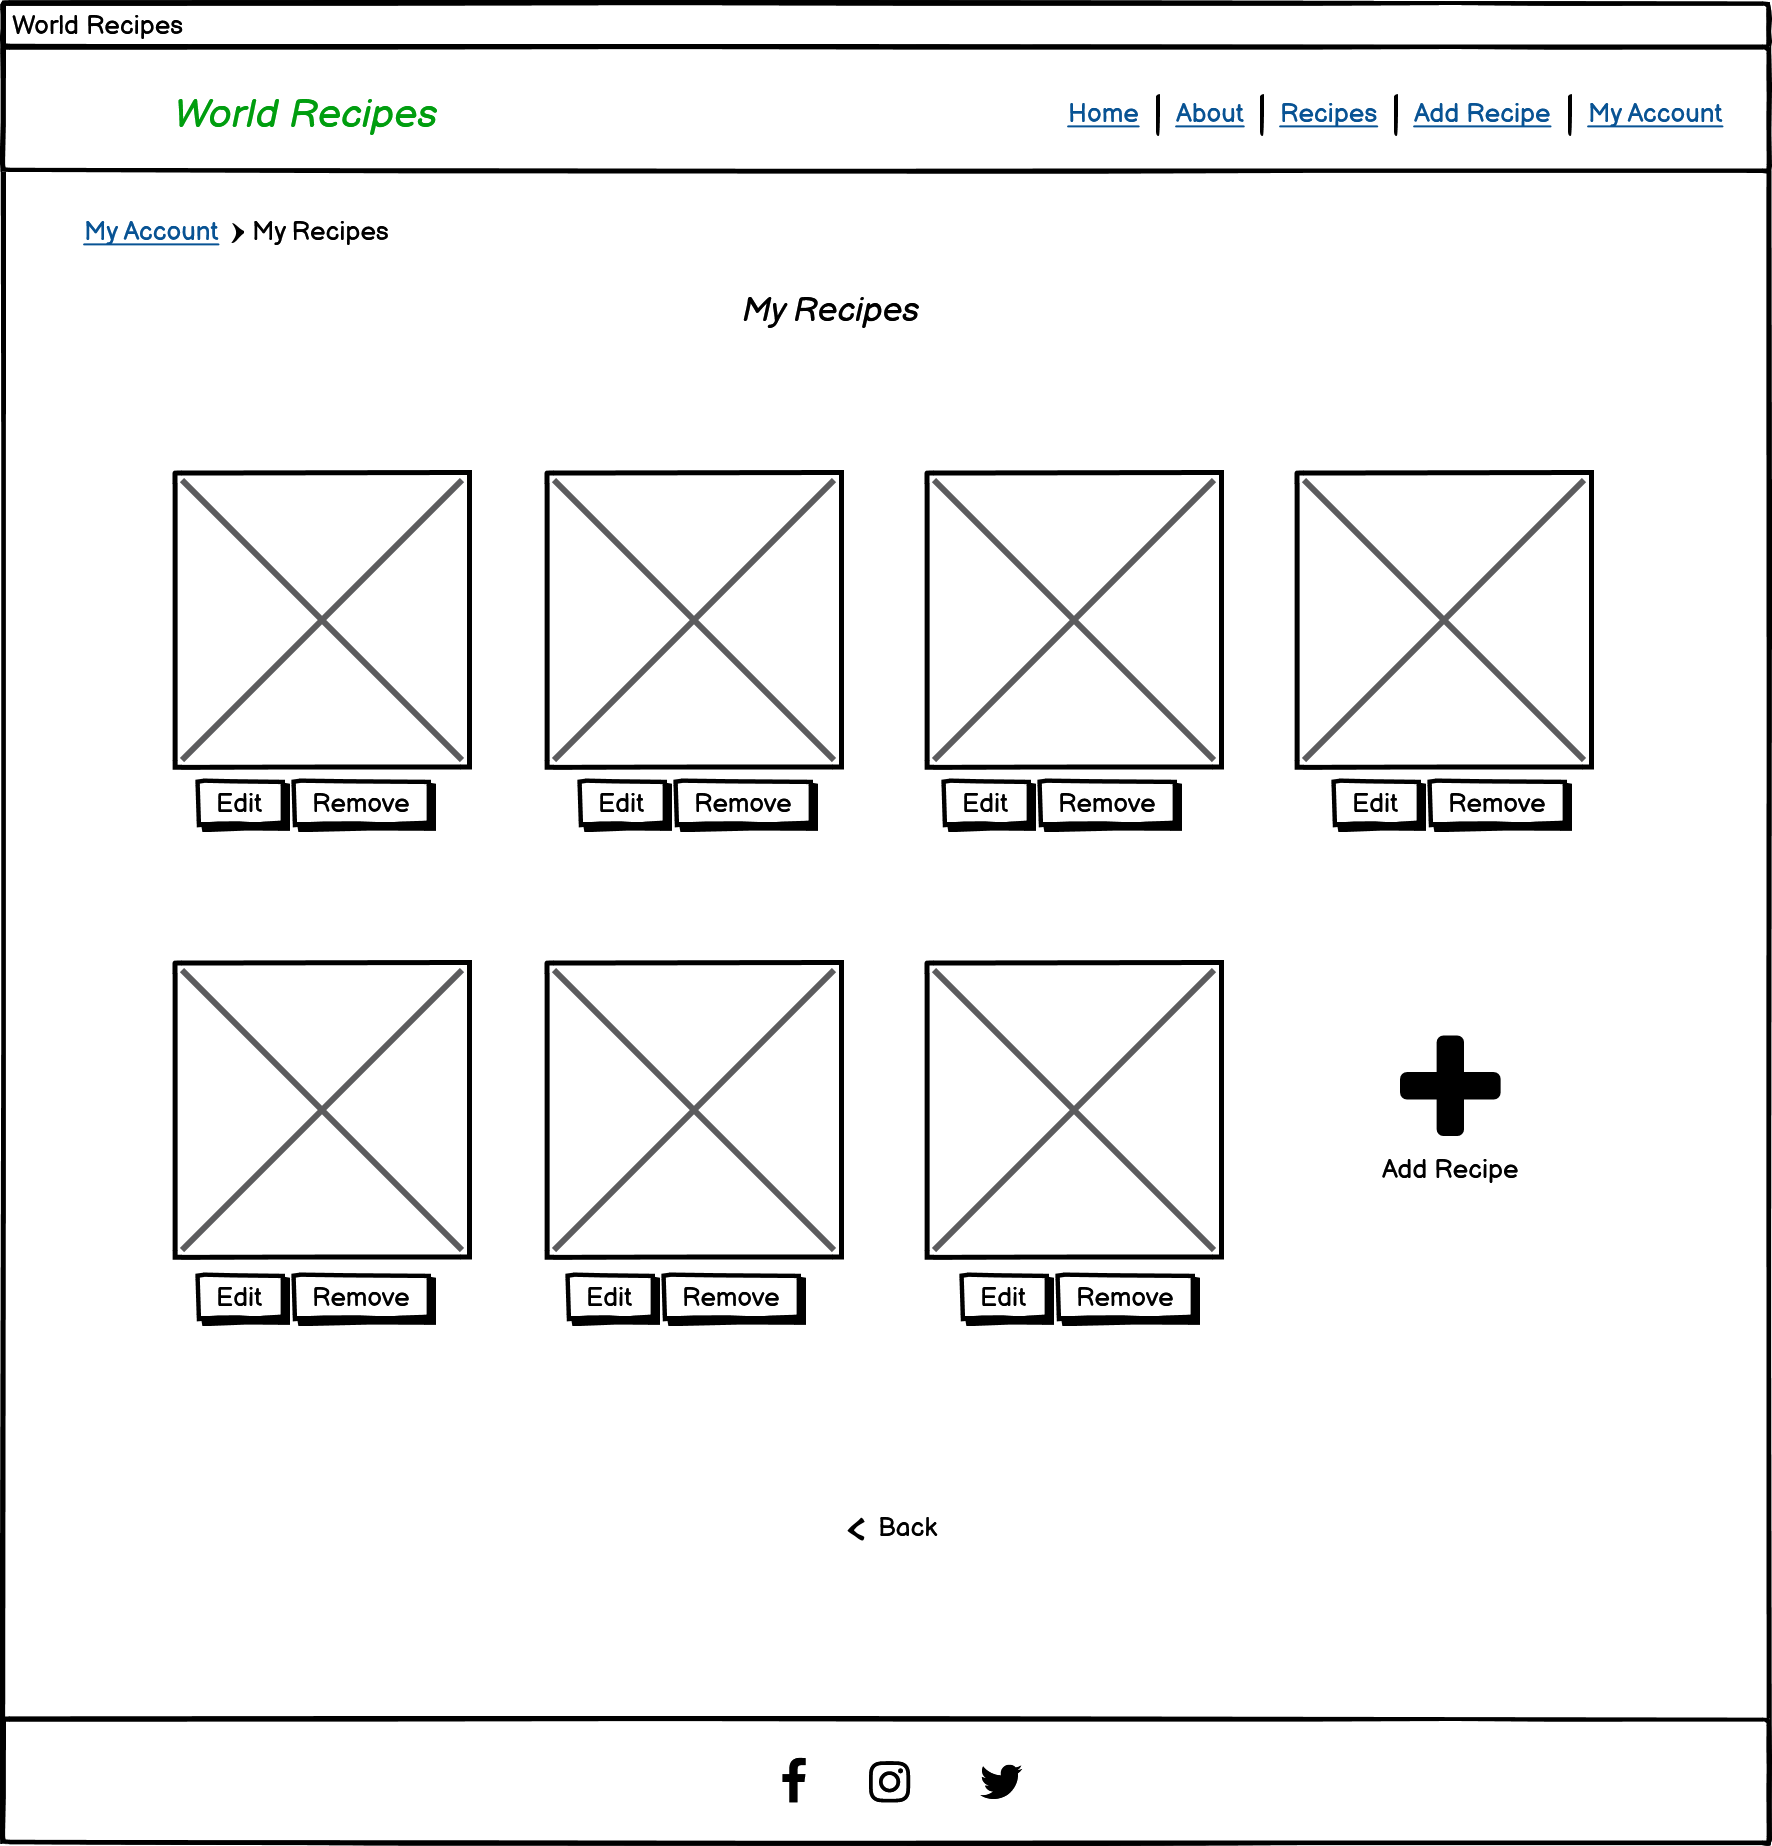 World Recipes
World Recipes
Home About Recipes Add Recipe My Account
My Account My Recipes
My Recipes
Edit Remove Edit Remove Edit Remove Edit Remove
Add Recipe
Edit Remove Edit Remove Edit Remove
Back